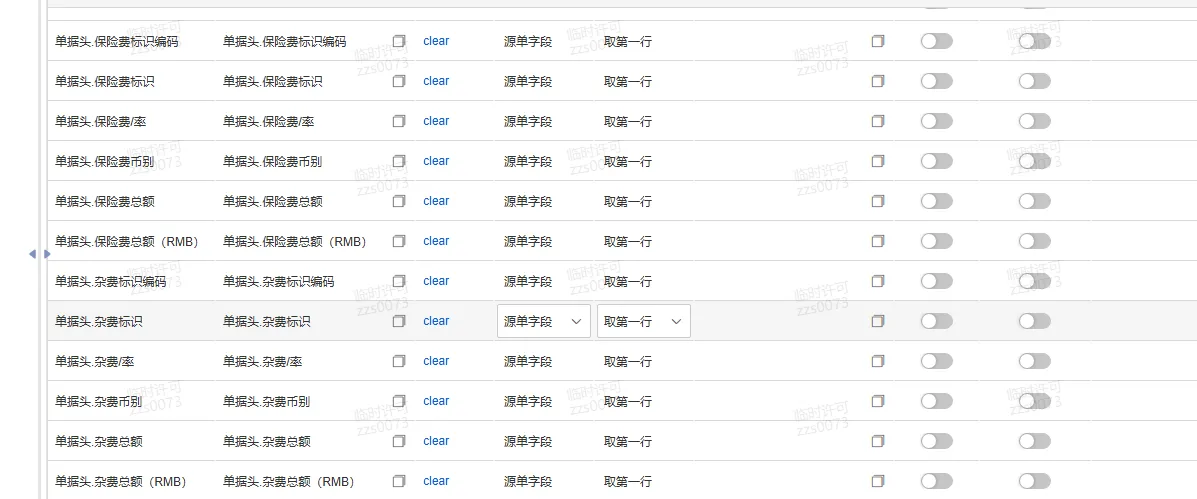 单据头.保险费标识编码 单据头.保险费标识编码 clear 源单字段 取第一行
单据头.保险费标识 单据头.保险费标识 clear 源单字段 取第一行
单据头.保险费/率 单据头.保险费/率 clear 源单字段 取第一行
单据头.保险费币别 单据头.保险费币别 clear 源单字段 取第一行
单据头.保险费总额 单据头.保险费总额 clear 源单字段 取第一行
单据头.保险费总额（RMB） 单据头.保险费总额（RMB） clear 源单字段 取第一行
单据头.杂费标识编码 单据头.杂费标识编码 clear 源单字段 取第一行
单据头.杂费标识 单据头.杂费标识 clear 源单字段 取第一行
单据头.杂费/率 单据头.杂费/率 clear 源单字段 取第一行
单据头.杂费币别 单据头.杂费币别 clear 源单字段 取第一行
单据头.杂费总额 单据头.杂费总额 clear 源单字段 取第一行
单据头.杂费总额（RMB） 单据头.杂费总额（RMB） clear 源单字段 取第一行
临时许可
zzs0073